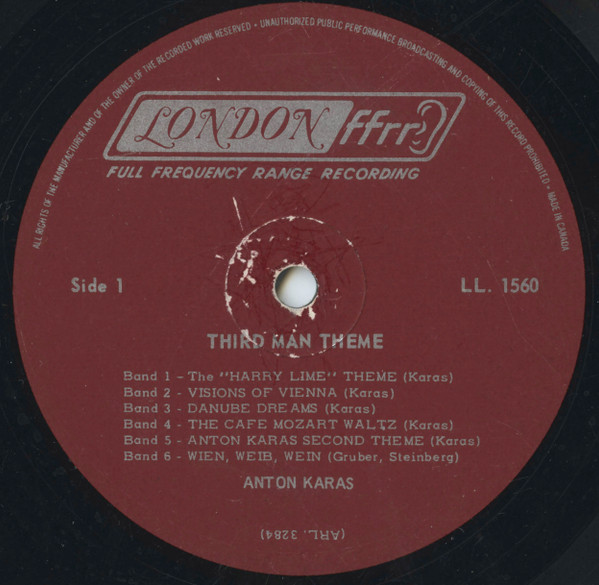 ALL RIGHTS OF THE MANUFACTURER AND OF THE OWNER OF THE RECORDED WORK RESERVED • UNAUTHORIZED PUBLIC PERFORMANCE BROADCASTING AND COPYING OF THIS RECORD PROHIBITED • MADE IN CANADA
LONDON ffrr
FULL FREQUENCY RANGE RECORDING
Side 1 LL. 1560
THIRD MAN THEME
Band 1 - The "HARRY LIME" THEME (Karas)
Band 2 - VISIONS OF VIENNA (Karas)
Band 3 - DANUBE DREAMS (Karas)
Band 4 - THE CAFE MOZART WALTZ (Karas)
Band 5 - ANTON KARAS SECOND THEME (Karas)
Band 6 - WIEN, WEIB, WEIN (Gruber, Steinberg)
ANTON KARAS
(ARL. 3284)